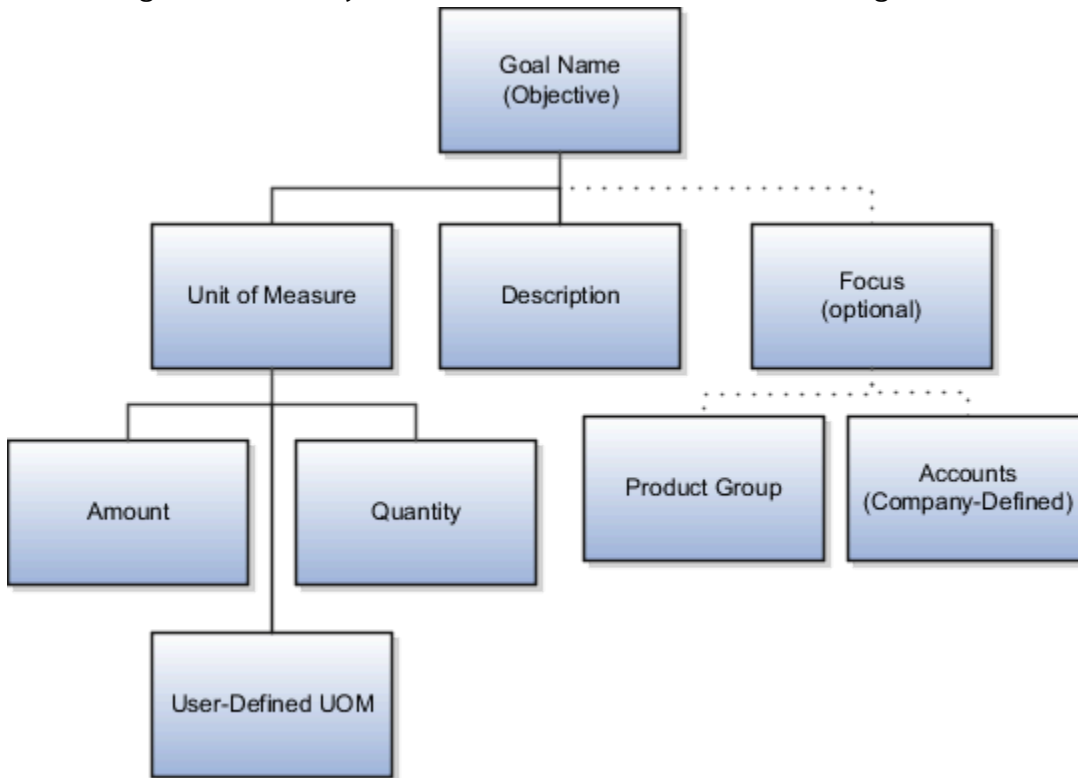 Goal Name
(Objective)
Unit of Measure
Description
Focus
(optional)
Amount
Quantity
Product Group
Accounts
(Company-Defined)
User-Defined UOM